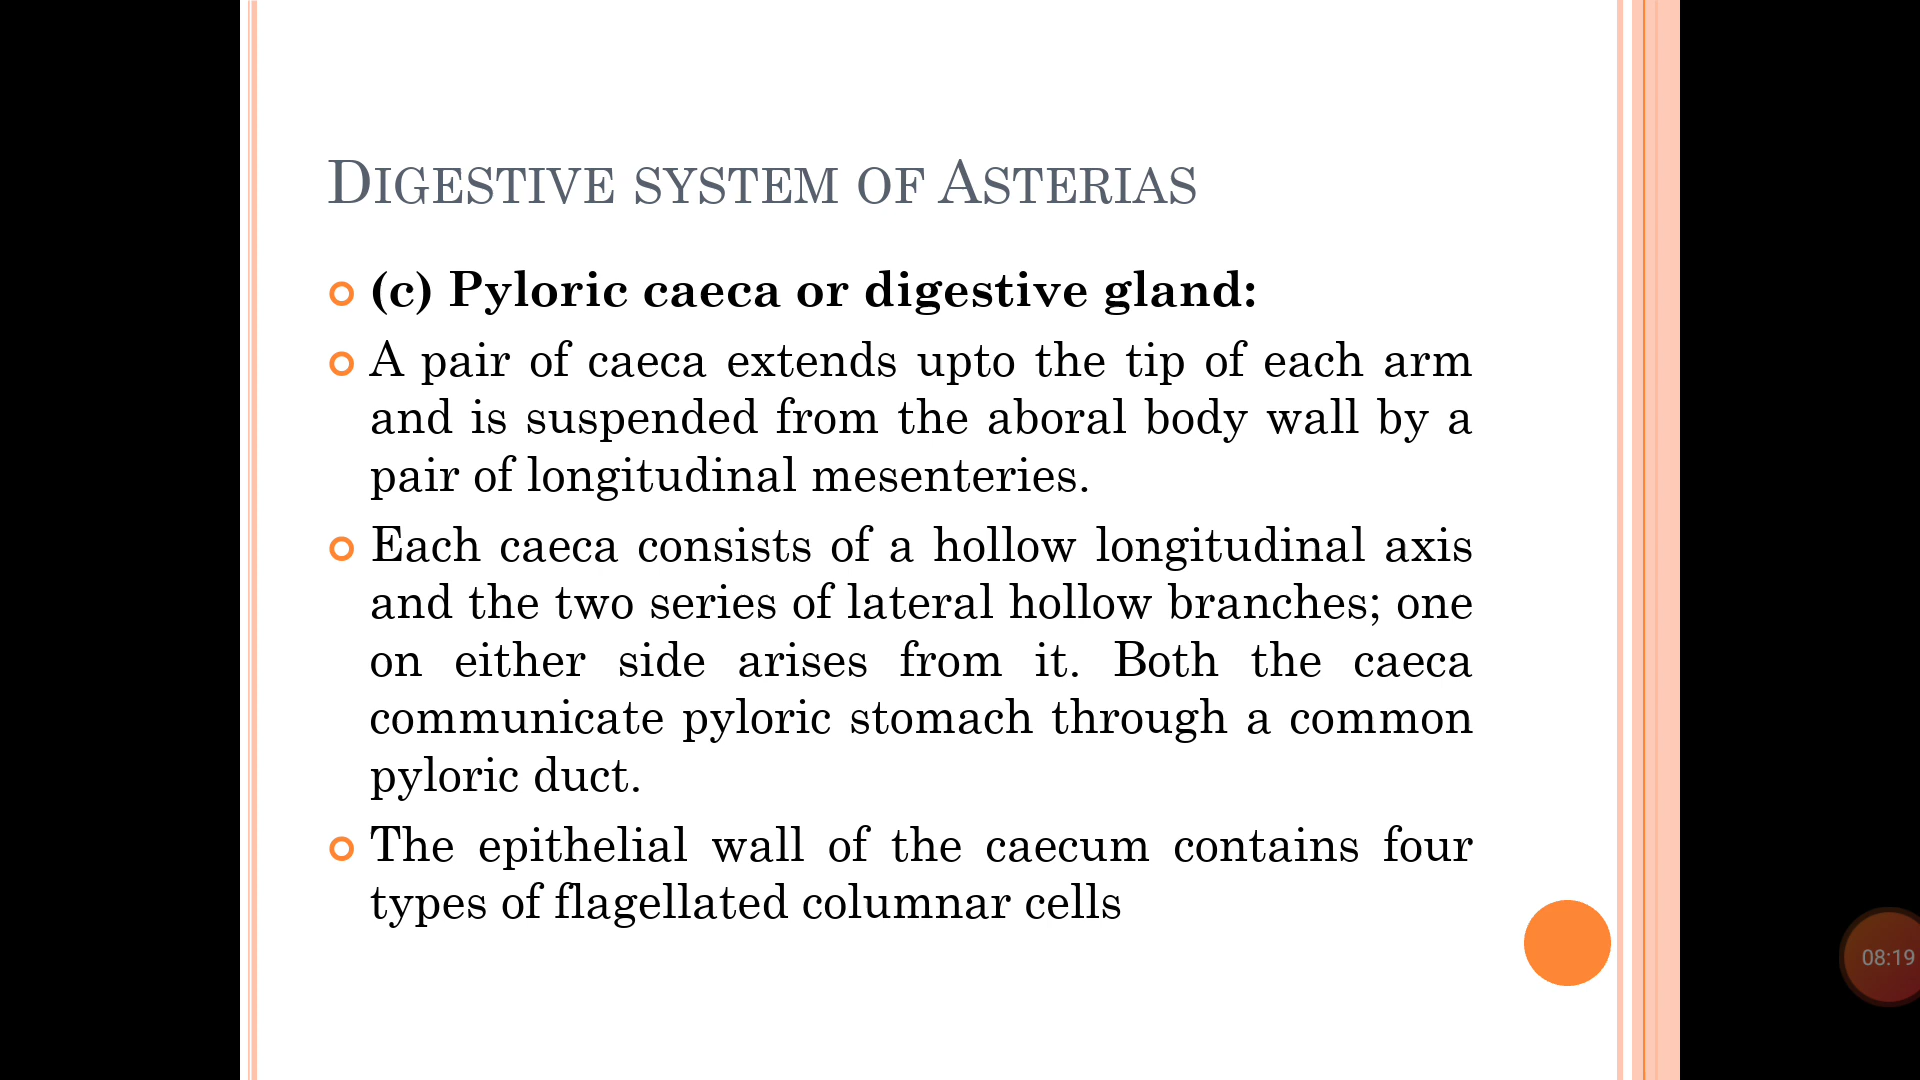 Digestive system of Asterias
(c) Pyloric caeca or digestive gland:
A pair of caeca extends upto the tip of each arm
and is suspended from the aboral body wall by a
pair of longitudinal mesenteries.
Each caeca consists of a hollow longitudinal axis
and the two series of lateral hollow branches; one
on either side arises from it. Both the caeca
communicate pyloric stomach through a common
pyloric duct.
The epithelial wall of the caecum contains four
types of flagellated columnar cells
08:19